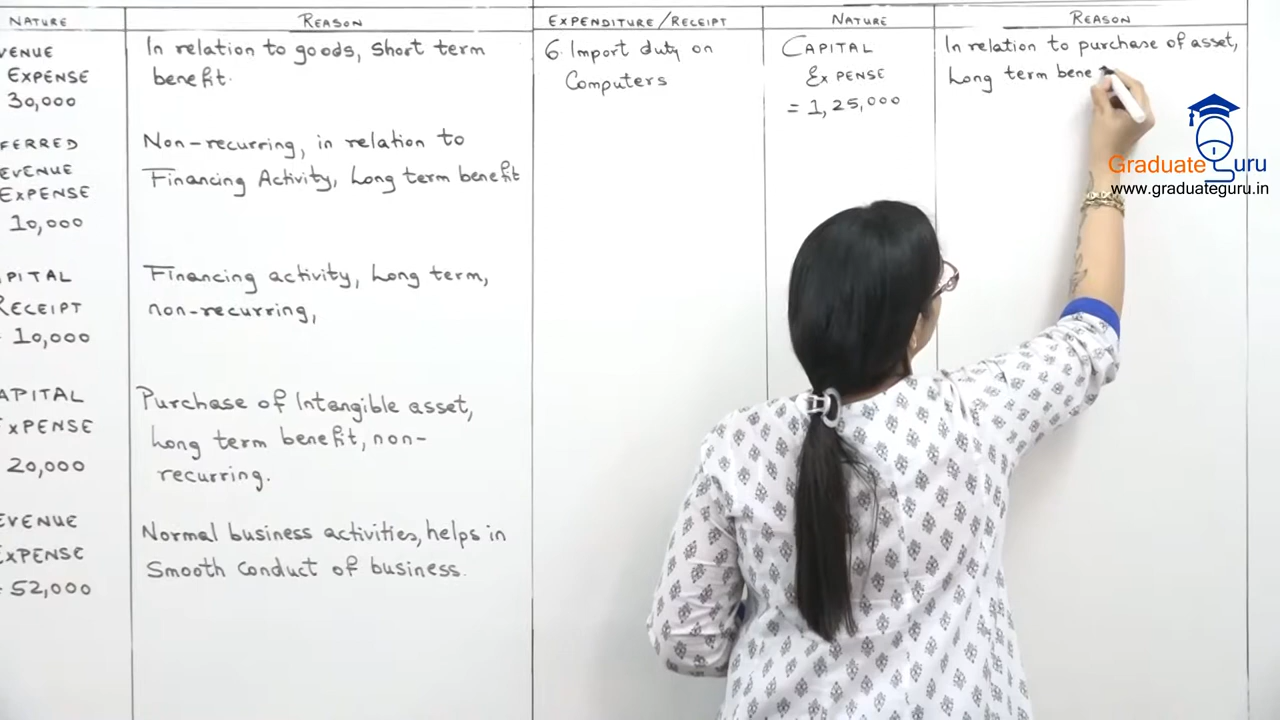 NATURE
REASON
EXPENDITURE/RECEIPT
NATURE
REASON
VENUE
EXPENSE
30,000
In relation to goods, Short term
benefit.
FERRED
EVENUE
EXPENSE
10,000
Non-recurring, in relation to
Financing Activity, Long term benefit
PITAL
RECEIPT
10,000
Financing activity, Long term,
non-recurring,
APITAL
EXPENSE
20,000
Purchase of Intangible asset,
Long term benefit, non-
recurring.
EVENUE
EXPENSE
52,000
Normal business activities, helps in
Smooth conduct of business.
6. Import duty on
Computers
CAPITAL
EXPENSE
= 1,25,000
In relation to purchase of asset,
Long term bene
Graduate Guru
www.graduateguru.in